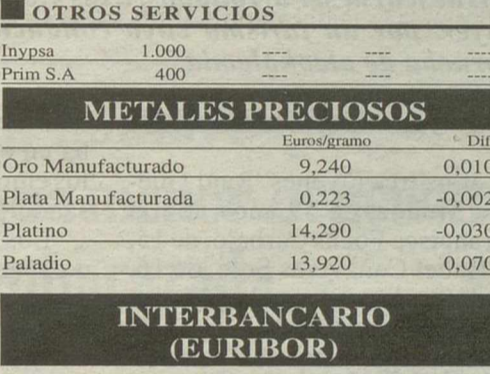 OTROS SERVICIOS
Inypsa 1.000 ---- ---- ----
Prim S.A 400 ---- ---- ----
METALES PRECIOSOS
Euros/gramo Dif
Oro Manufacturado 9,240 0,010
Plata Manufacturada 0,223 -0,002
Platino 14,290 -0,030
Paladio 13,920 0,070
INTERBANCARIO
(EURIBOR)